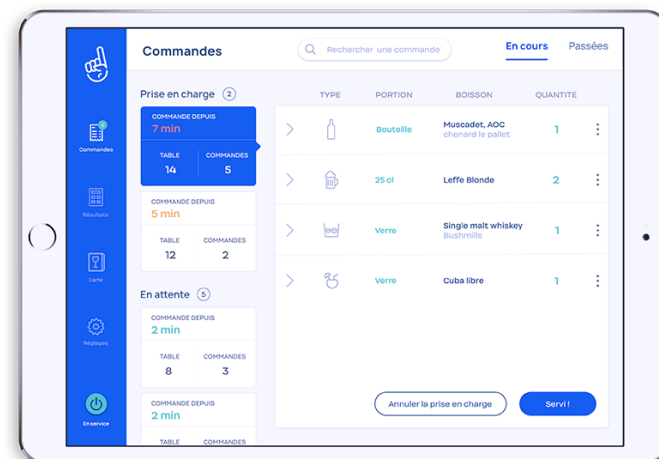 Commandes
Rechercher une commande
En cours
Passées
5
Commandes
Résultats
Carte
Réglages
En service
Prise en charge 2
COMMANDE DEPUIS
7 min
TABLE COMMANDES
14 5
COMMANDE DEPUIS
5 min
TABLE COMMANDES
12 2
En attente 5
COMMANDE DEPUIS
2 min
TABLE COMMANDES
8 3
COMMANDE DEPUIS
2 min
TABLE COMMANDES
TYPE PORTION BOISSON QUANTITE
Bouteille Muscadet, AOC 1
chenard le pallet
25 cl Leffe Blonde 2
Verre Single malt whiskey 1
Bushmills
Verre Cuba libre 1
Annuler la prise en charge
Servi !